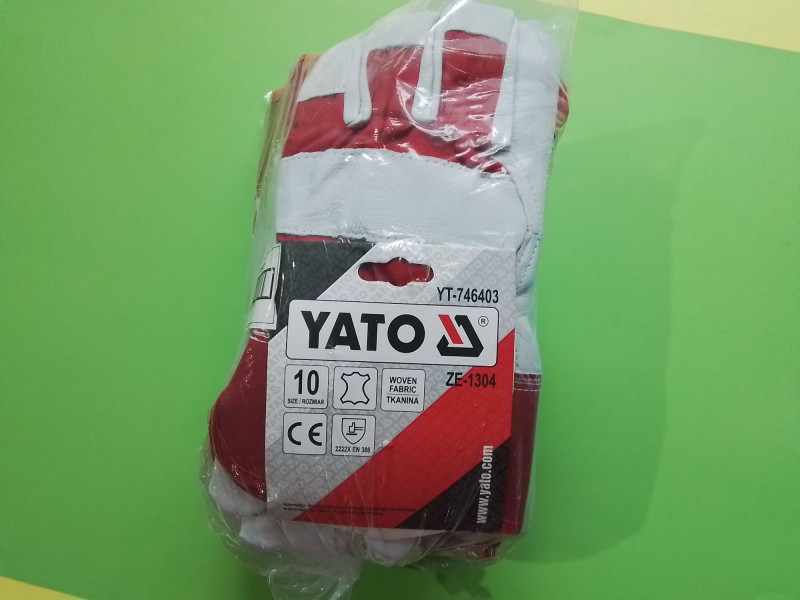 YT-746403
YATO ®
ZE-1304
10
SIZE / ROZMIAR
WOVEN
FABRIC
TKANINA
CE
2222X EN 388
www.yato.com